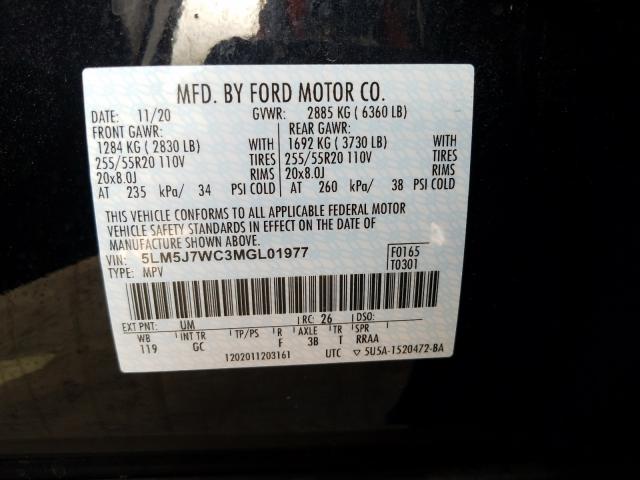 MFD. BY FORD MOTOR CO.
DATE: 11/20 GVWR: 2885 KG ( 6360 LB)
FRONT GAWR: REAR GAWR:
1284 KG ( 2830 LB) WITH 1692 KG ( 3730 LB) WITH
255/55R20 110V TIRES 255/55R20 110V TIRES
20x8.0J RIMS 20x8.0J RIMS
AT 235 kPa/ 34 PSI COLD AT 260 kPa/ 38 PSI COLD
THIS VEHICLE CONFORMS TO ALL APPLICABLE FEDERAL MOTOR
VEHICLE SAFETY STANDARDS IN EFFECT ON THE DATE OF
MANUFACTURE SHOWN ABOVE.
VIN: 5LM5J7WC3MGL01977 F0165
TYPE: MPV T0301
EXT PNT: UM RC: 26 DSO:
WB INT TR TP/PS R AXLE TR SPR
119 GC F 3B T RRAA
1202011203161 UTC ▽ 5U5A-1520472-BA